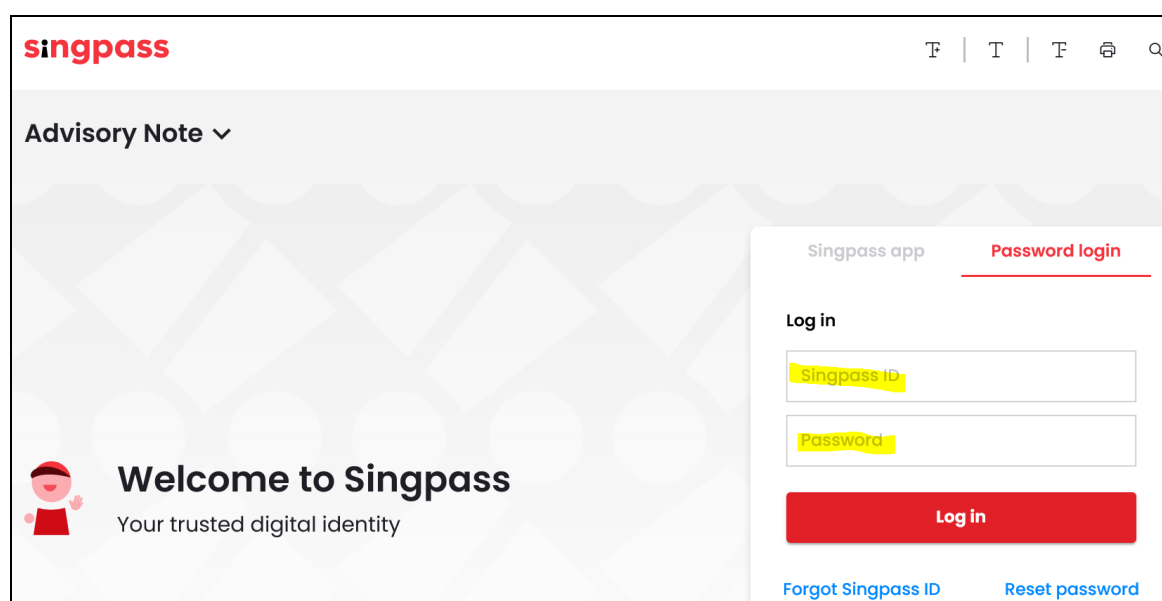 singpass
Advisory Note
Singpass app Password login
Log in
Singpass ID
Password
Welcome to Singpass
Your trusted digital identity
Log in
Forgot Singpass ID Reset password